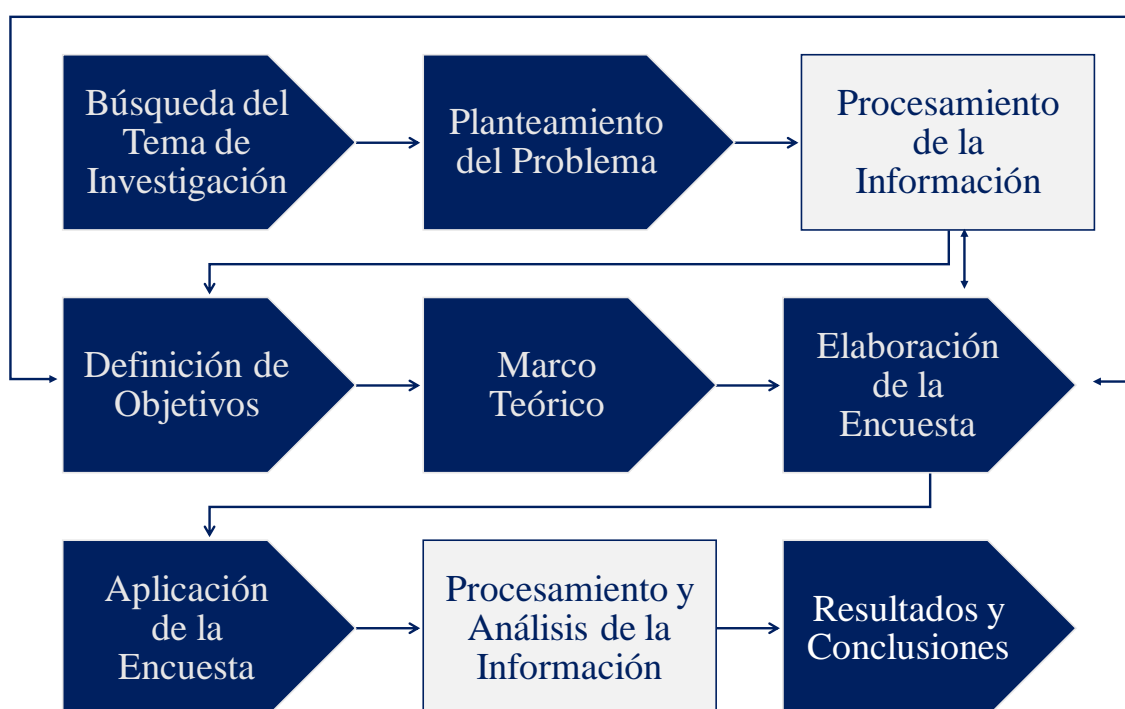 Búsqueda del
Tema de
Investigación
Planteamiento
del Problema
Procesamiento
de la
Información
Definición de
Objetivos
Marco
Teórico
Elaboración
de la
Encuesta
Aplicación
de la
Encuesta
Procesamiento y
Análisis de la
Información
Resultados y
Conclusiones